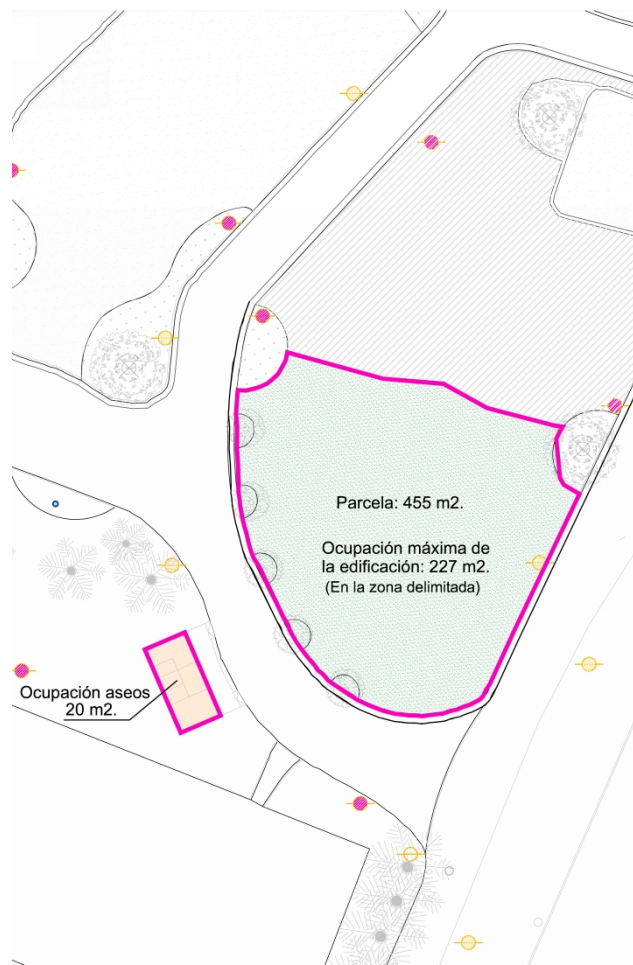 Parcela: 455 m2.
Ocupación máxima de
la edificación: 227 m2.
(En la zona delimitada)
Ocupación aseos
20 m2.